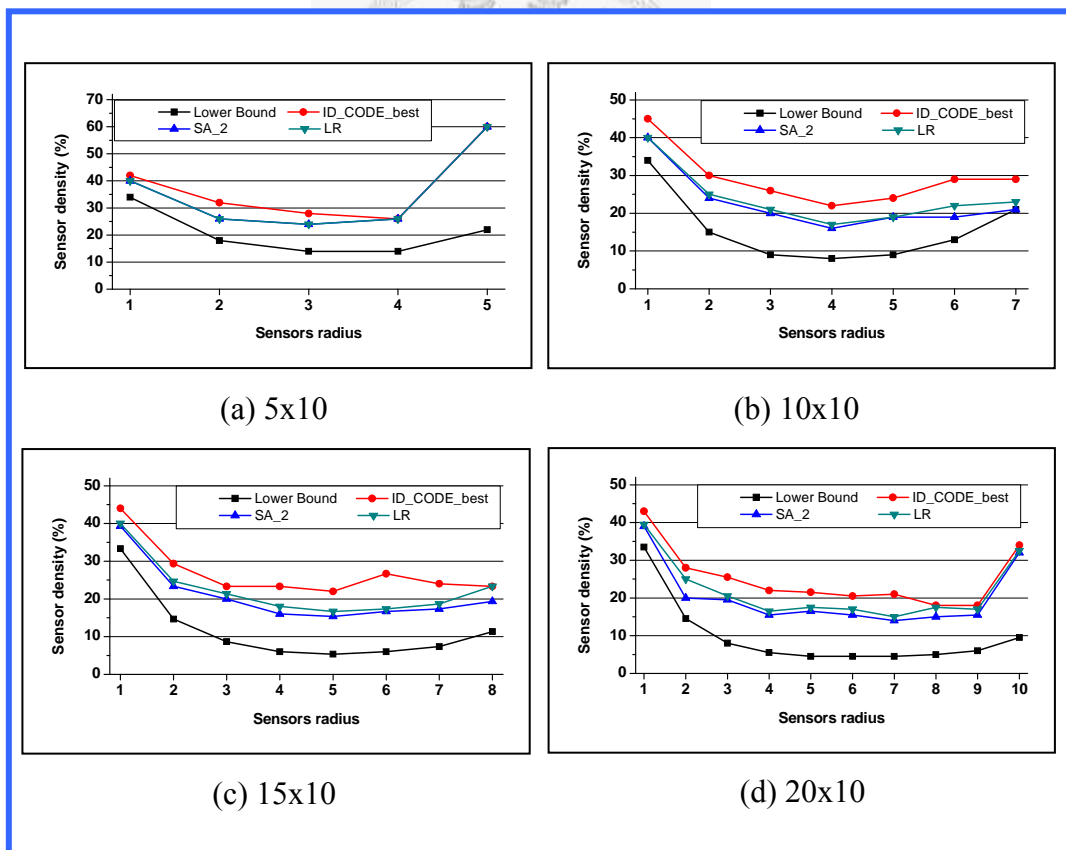 Lower Bound ID_CODE_best
SA_2 LR
70
60
50
40
30
20
10
0
Sensor density (%)
1 2 3 4 5
Sensors radius
(a) 5x10
Lower Bound ID_CODE_best
SA_2 LR
50
40
30
20
10
0
Sensor density (%)
1 2 3 4 5 6 7
Sensors radius
(b) 10x10
Lower Bound ID_CODE_best
SA_2 LR
50
40
30
20
10
0
Sensor density (%)
1 2 3 4 5 6 7 8
Sensors radius
(c) 15x10
Lower Bound ID_CODE_best
SA_2 LR
50
40
30
20
10
0
Sensor density (%)
1 2 3 4 5 6 7 8 9 10
Sensors radius
(d) 20x10